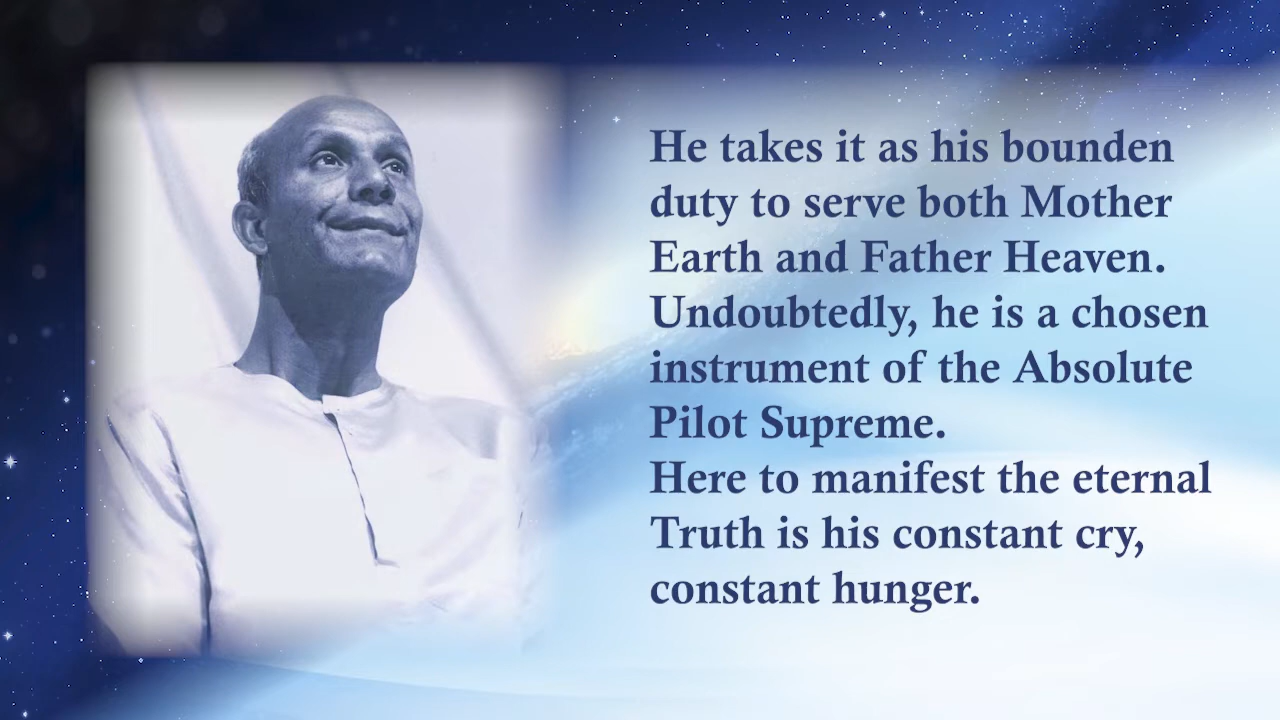 He takes it as his bounden
duty to serve both Mother
Earth and Father Heaven.
Undoubtedly, he is a chosen
instrument of the Absolute
Pilot Supreme.
Here to manifest the eternal
Truth is his constant cry,
constant hunger.